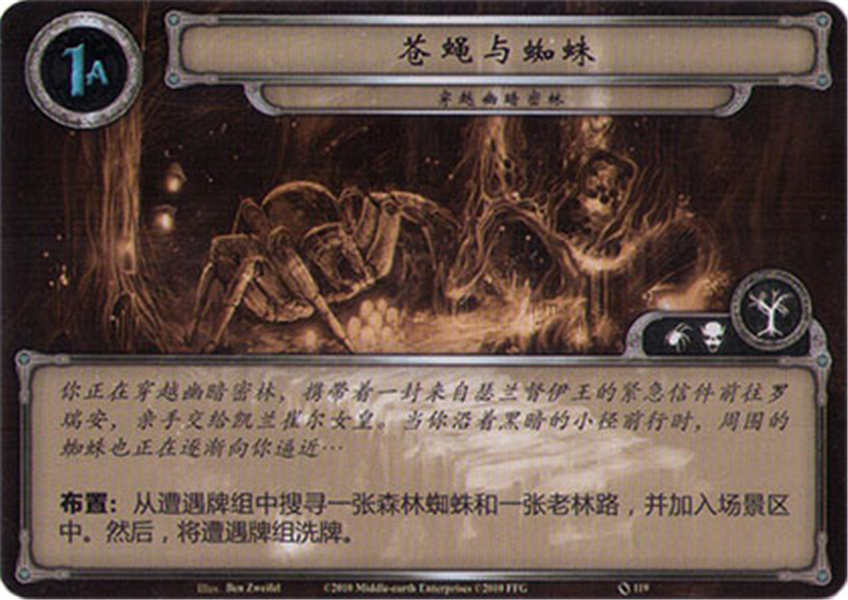 1A
苍蝇与蜘蛛
穿越幽暗密林
你正在穿越幽暗密林，携带着一封来自瑟兰督伊王的紧急信件前往罗
瑞安，亲手交给凯兰崔尔女皇。当你沿着黑暗的小径前行时，周围的
蜘蛛也正在逐渐向你逼近…
布置：从遭遇牌组中搜寻一张森林蜘蛛和一张老林路，并加入场景区
中。然后，将遭遇牌组洗牌。
Illus. Ben Zweifel ©2010 Middle-earth Enterprises ©2010 FFG 119